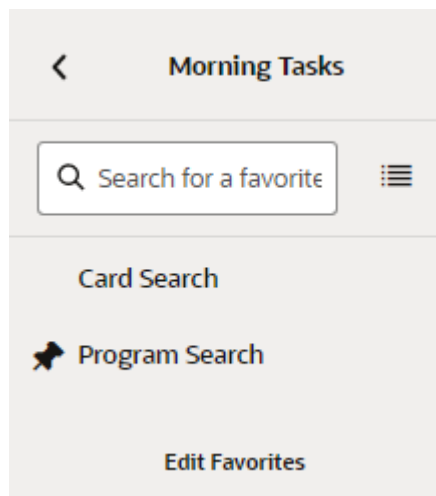 Morning Tasks
Search for a favorite
Card Search
Program Search
Edit Favorites